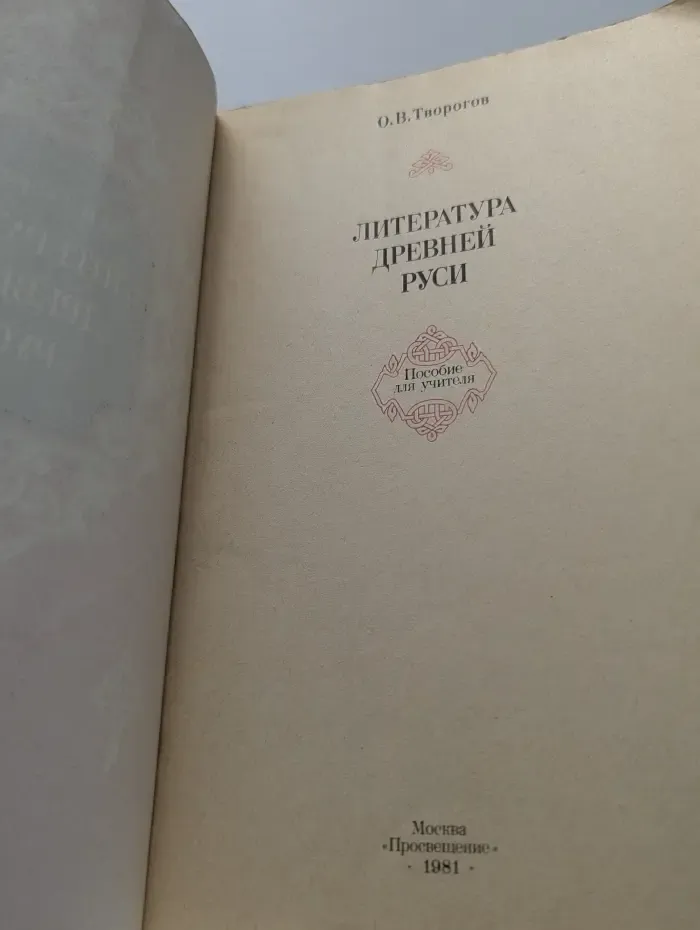 О.В.Творогов
ЛИТЕРАТУРА
ДРЕВНЕЙ
РУСИ
Пособие
для учителя
Москва
«Просвещение»
· 1981 ·